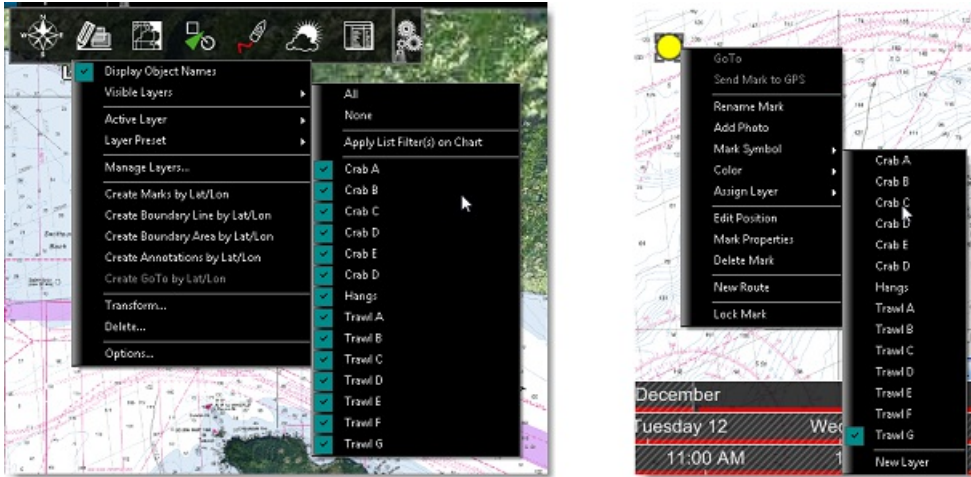 Display Object Names
Visible Layers
Active Layer
Layer Preset
Manage Layers...
Create Marks by Lat/Lon
Create Boundary Line by Lat/Lon
Create Boundary Area by Lat/Lon
Create Annotations by Lat/Lon
Create GoTo by Lat/Lon
Transform...
Delete...
Options...
All
None
Apply List Filter(s) on Chart
Crab A
Crab B
Crab C
Crab D
Crab E
Crab D
Hangs
Trawl A
Trawl B
Trawl C
Trawl D
Trawl E
Trawl F
Trawl G
GoTo
Send Mark to GPS
Rename Mark
Add Photo
Mark Symbol
Color
Assign Layer
Edit Position
Mark Properties
Delete Mark
New Route
Lock Mark
Crab A
Crab B
Crab C
Crab D
Crab E
Crab D
Hangs
Trawl A
Trawl B
Trawl C
Trawl D
Trawl E
Trawl F
Trawl G
New Layer
December
Tuesday 12 Wed
11:00 AM 1